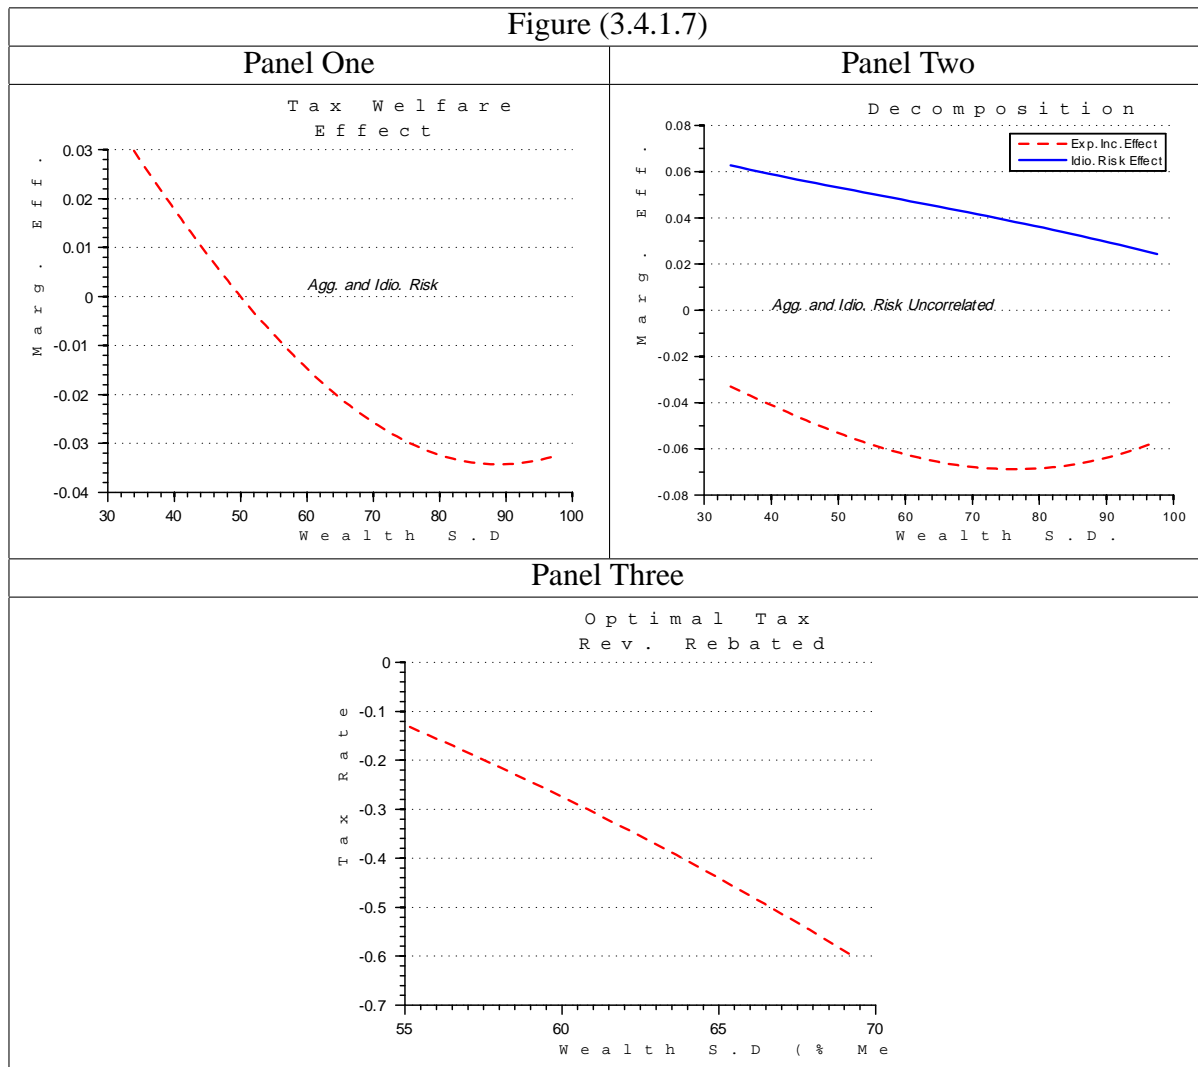 Figure (3.4.1.7)
Panel One
Panel Two
Tax Welfare
Effect
Marg. Eff.
0.03
0.02
0.01
0
-0.01
-0.02
-0.03
-0.04
Agg. and Idio. Risk
30 40 50 60 70 80 90 100
Wealth S.D
Decomposition
Marg. Eff.
0.08
0.06
0.04
0.02
0
-0.02
-0.04
-0.06
-0.08
Exp. Inc. Effect
Idio. Risk Effect
Agg. and Idio. Risk Uncorrelated
30 40 50 60 70 80 90 100
Wealth S.D.
Panel Three
Optimal Tax
Rev. Rebated
Tax Rate
0
-0.1
-0.2
-0.3
-0.4
-0.5
-0.6
-0.7
55 60 65 70
Wealth S.D (% Me